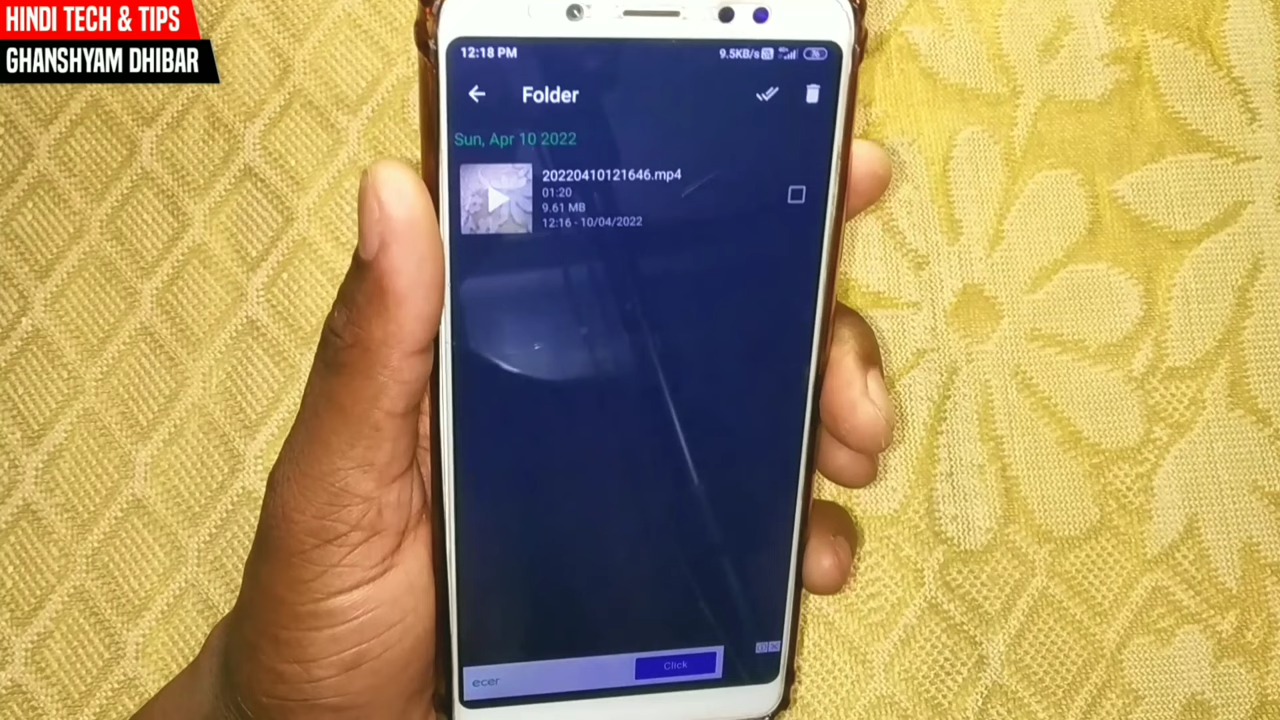 HINDI TECH & TIPS
GHANSHYAM DHIBAR
12:18 PM
9.5KB/s
Folder
Sun, Apr 10 2022
20220410121646.mp4
01:20
9.61 MB
12:16 - 10/04/2022
ecer
Click